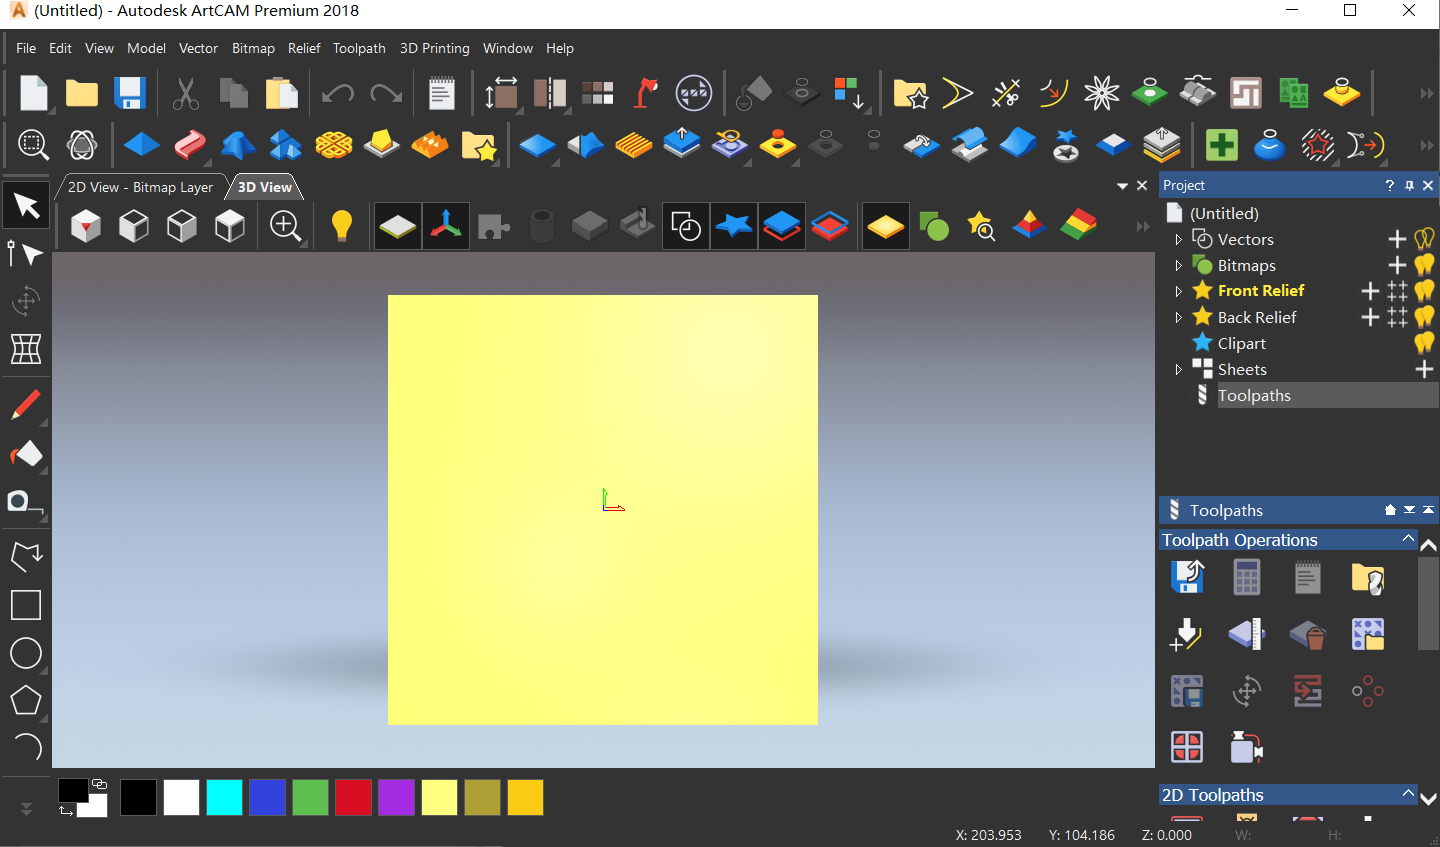 (Untitled) - Autodesk ArtCAM Premium 2018
File Edit View Model Vector Bitmap Relief Toolpath 3D Printing Window Help
2D View - Bitmap Layer 3D View
Project
(Untitled)
Vectors
Bitmaps
Front Relief
Back Relief
Clipart
Sheets
Toolpaths
Toolpaths
Toolpath Operations
2D Toolpaths
X: 203.953 Y: 104.186 Z: 0.000 W: H: